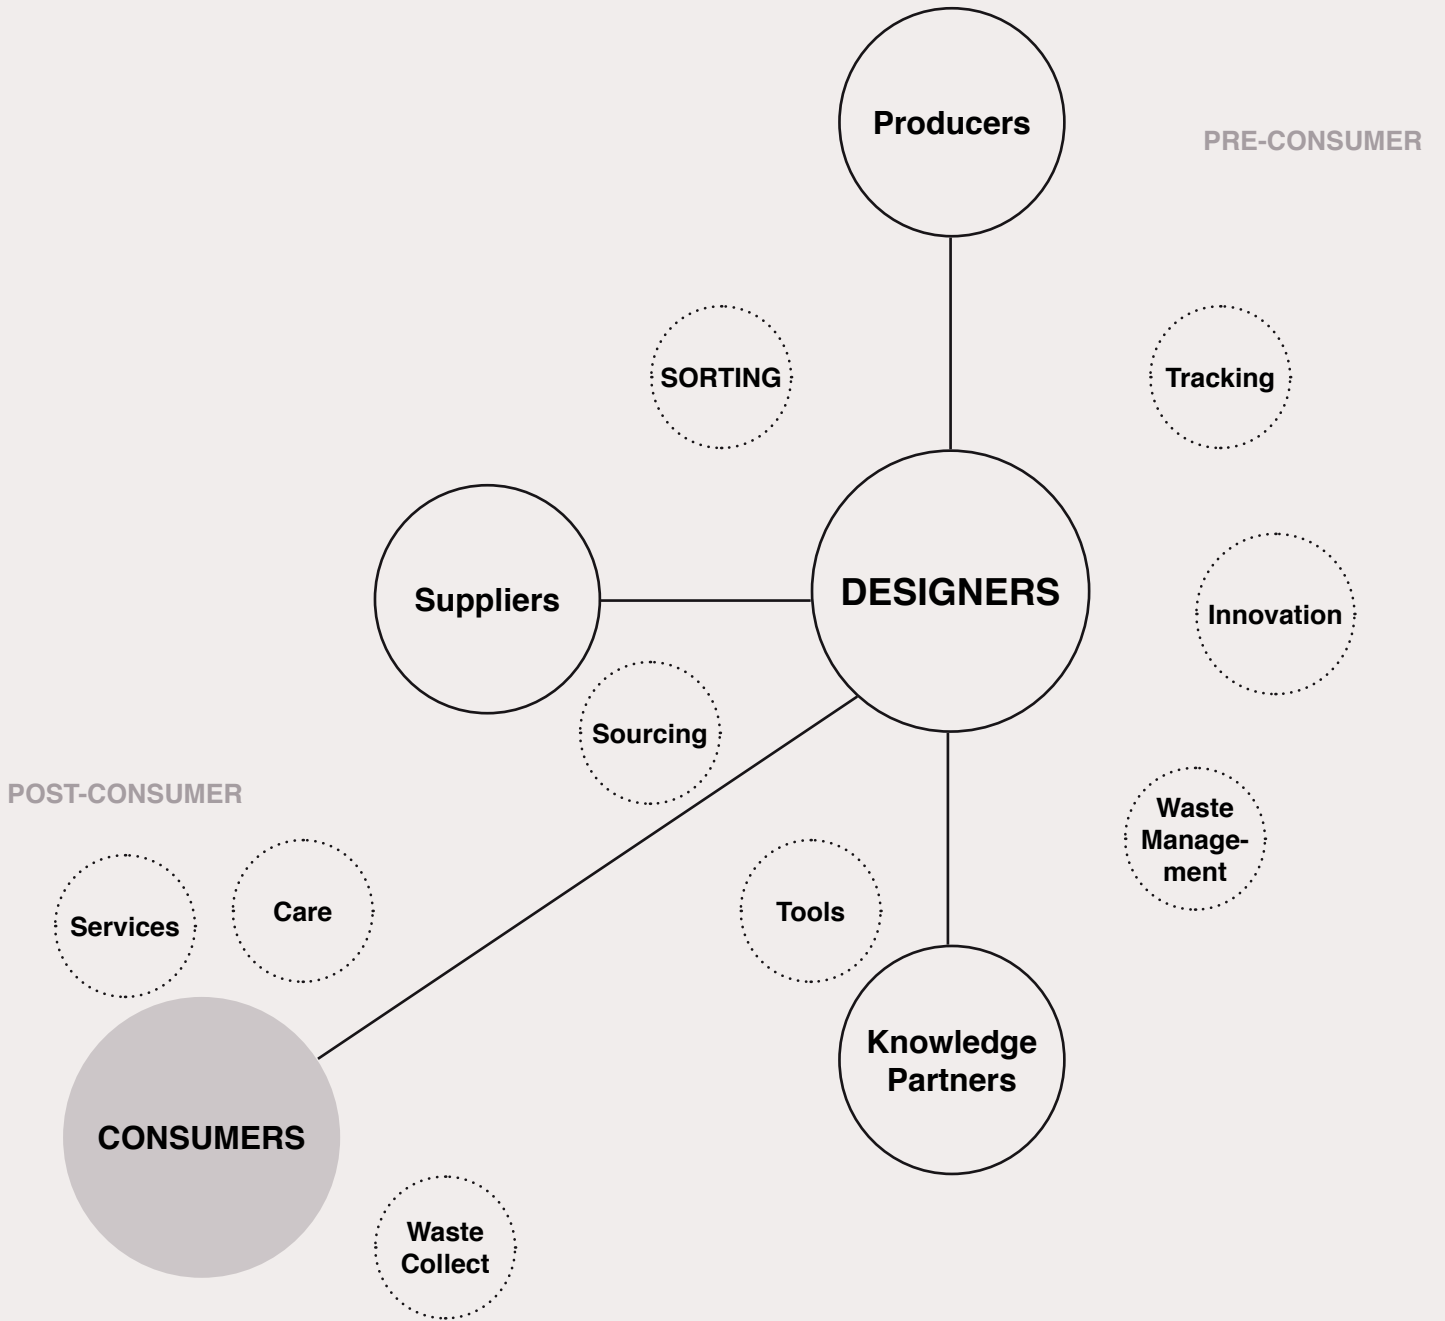 Producers
PRE-CONSUMER
SORTING
Tracking
DESIGNERS
Suppliers
Innovation
Sourcing
POST-CONSUMER
Waste
Manage-
ment
Services
Care
Tools
Knowledge
Partners
CONSUMERS
Waste
Collect